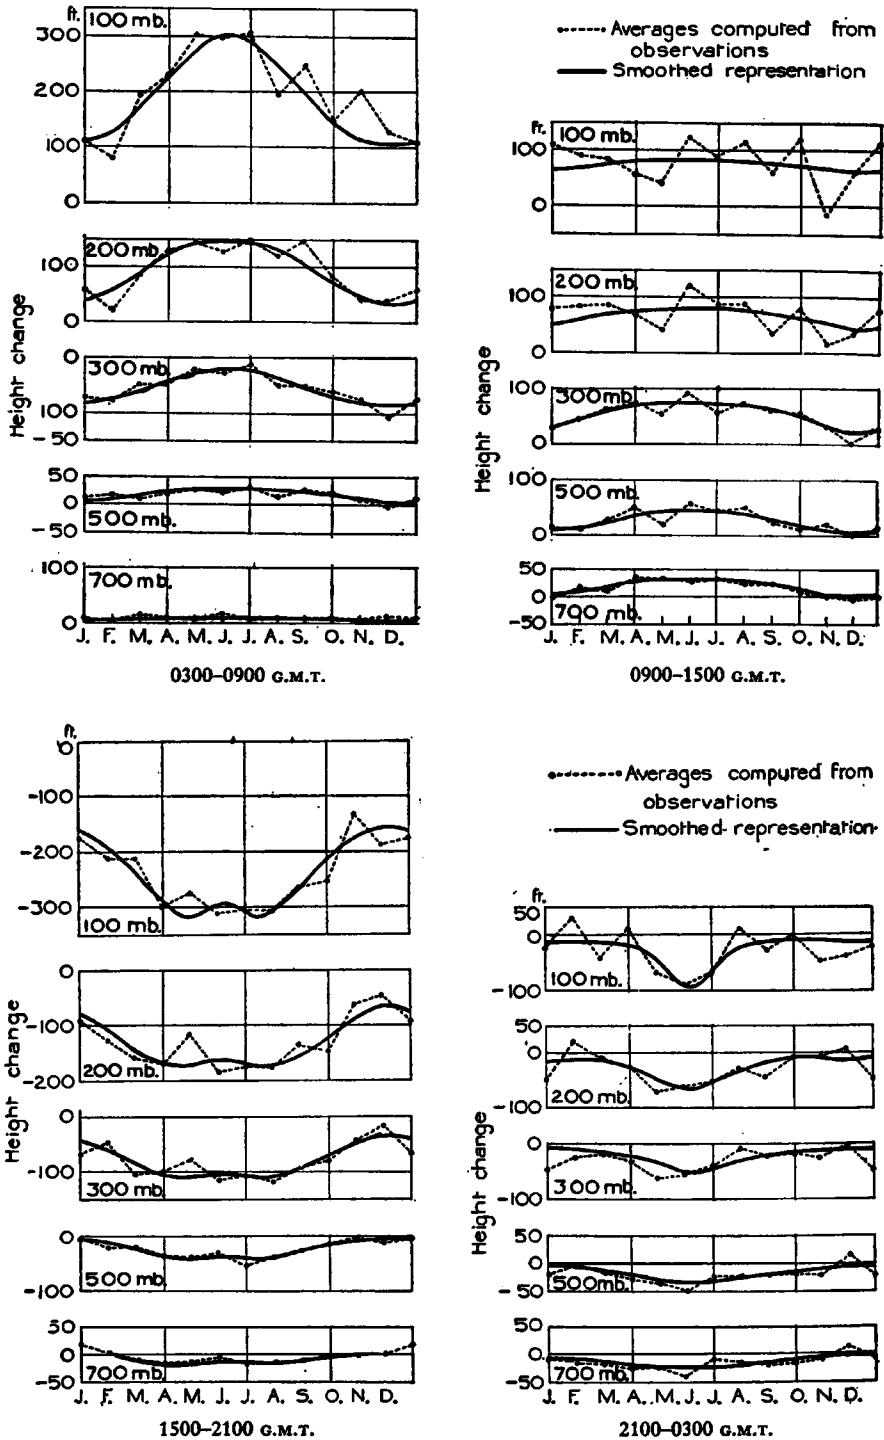 ft.
100 mb.
300
200
100
0
200 mb.
100
0
0
300 mb.
100
-50
50
0
-50
500 mb.
100
700 mb.
0
J. F. M. A. M. J. J. A. S. O. N. D.
Height change
0300–0900 G.M.T.
Averages computed from
observations
Smoothed representation
ft.
100 mb.
100
0
200 mb.
100
0
100
300 mb.
0
100
500 mb.
0
50
0
-50
700 mb.
J. F. M. A. M. J. J. A. S. O. N. D.
Height change
0900–1500 G.M.T.
ft.
0
-100
-200
-300
100 mb.
0
-100
-200
200 mb.
0
-100
300 mb.
0
-100
500 mb.
50
0
-50
700 mb.
J. F. M. A. M. J. J. A. S. O. N. D.
Height change
1500–2100 G.M.T.
Averages computed from
observations
Smoothed representation
ft.
50
0
-100
100 mb.
50
0
-100
200 mb.
0
-100
300 mb.
50
0
-50
500mb.
50
0
-50
700 mb.
J. F. M. A. M. J. J. A. S. O. N. D.
Height change
2100–0300 G.M.T.